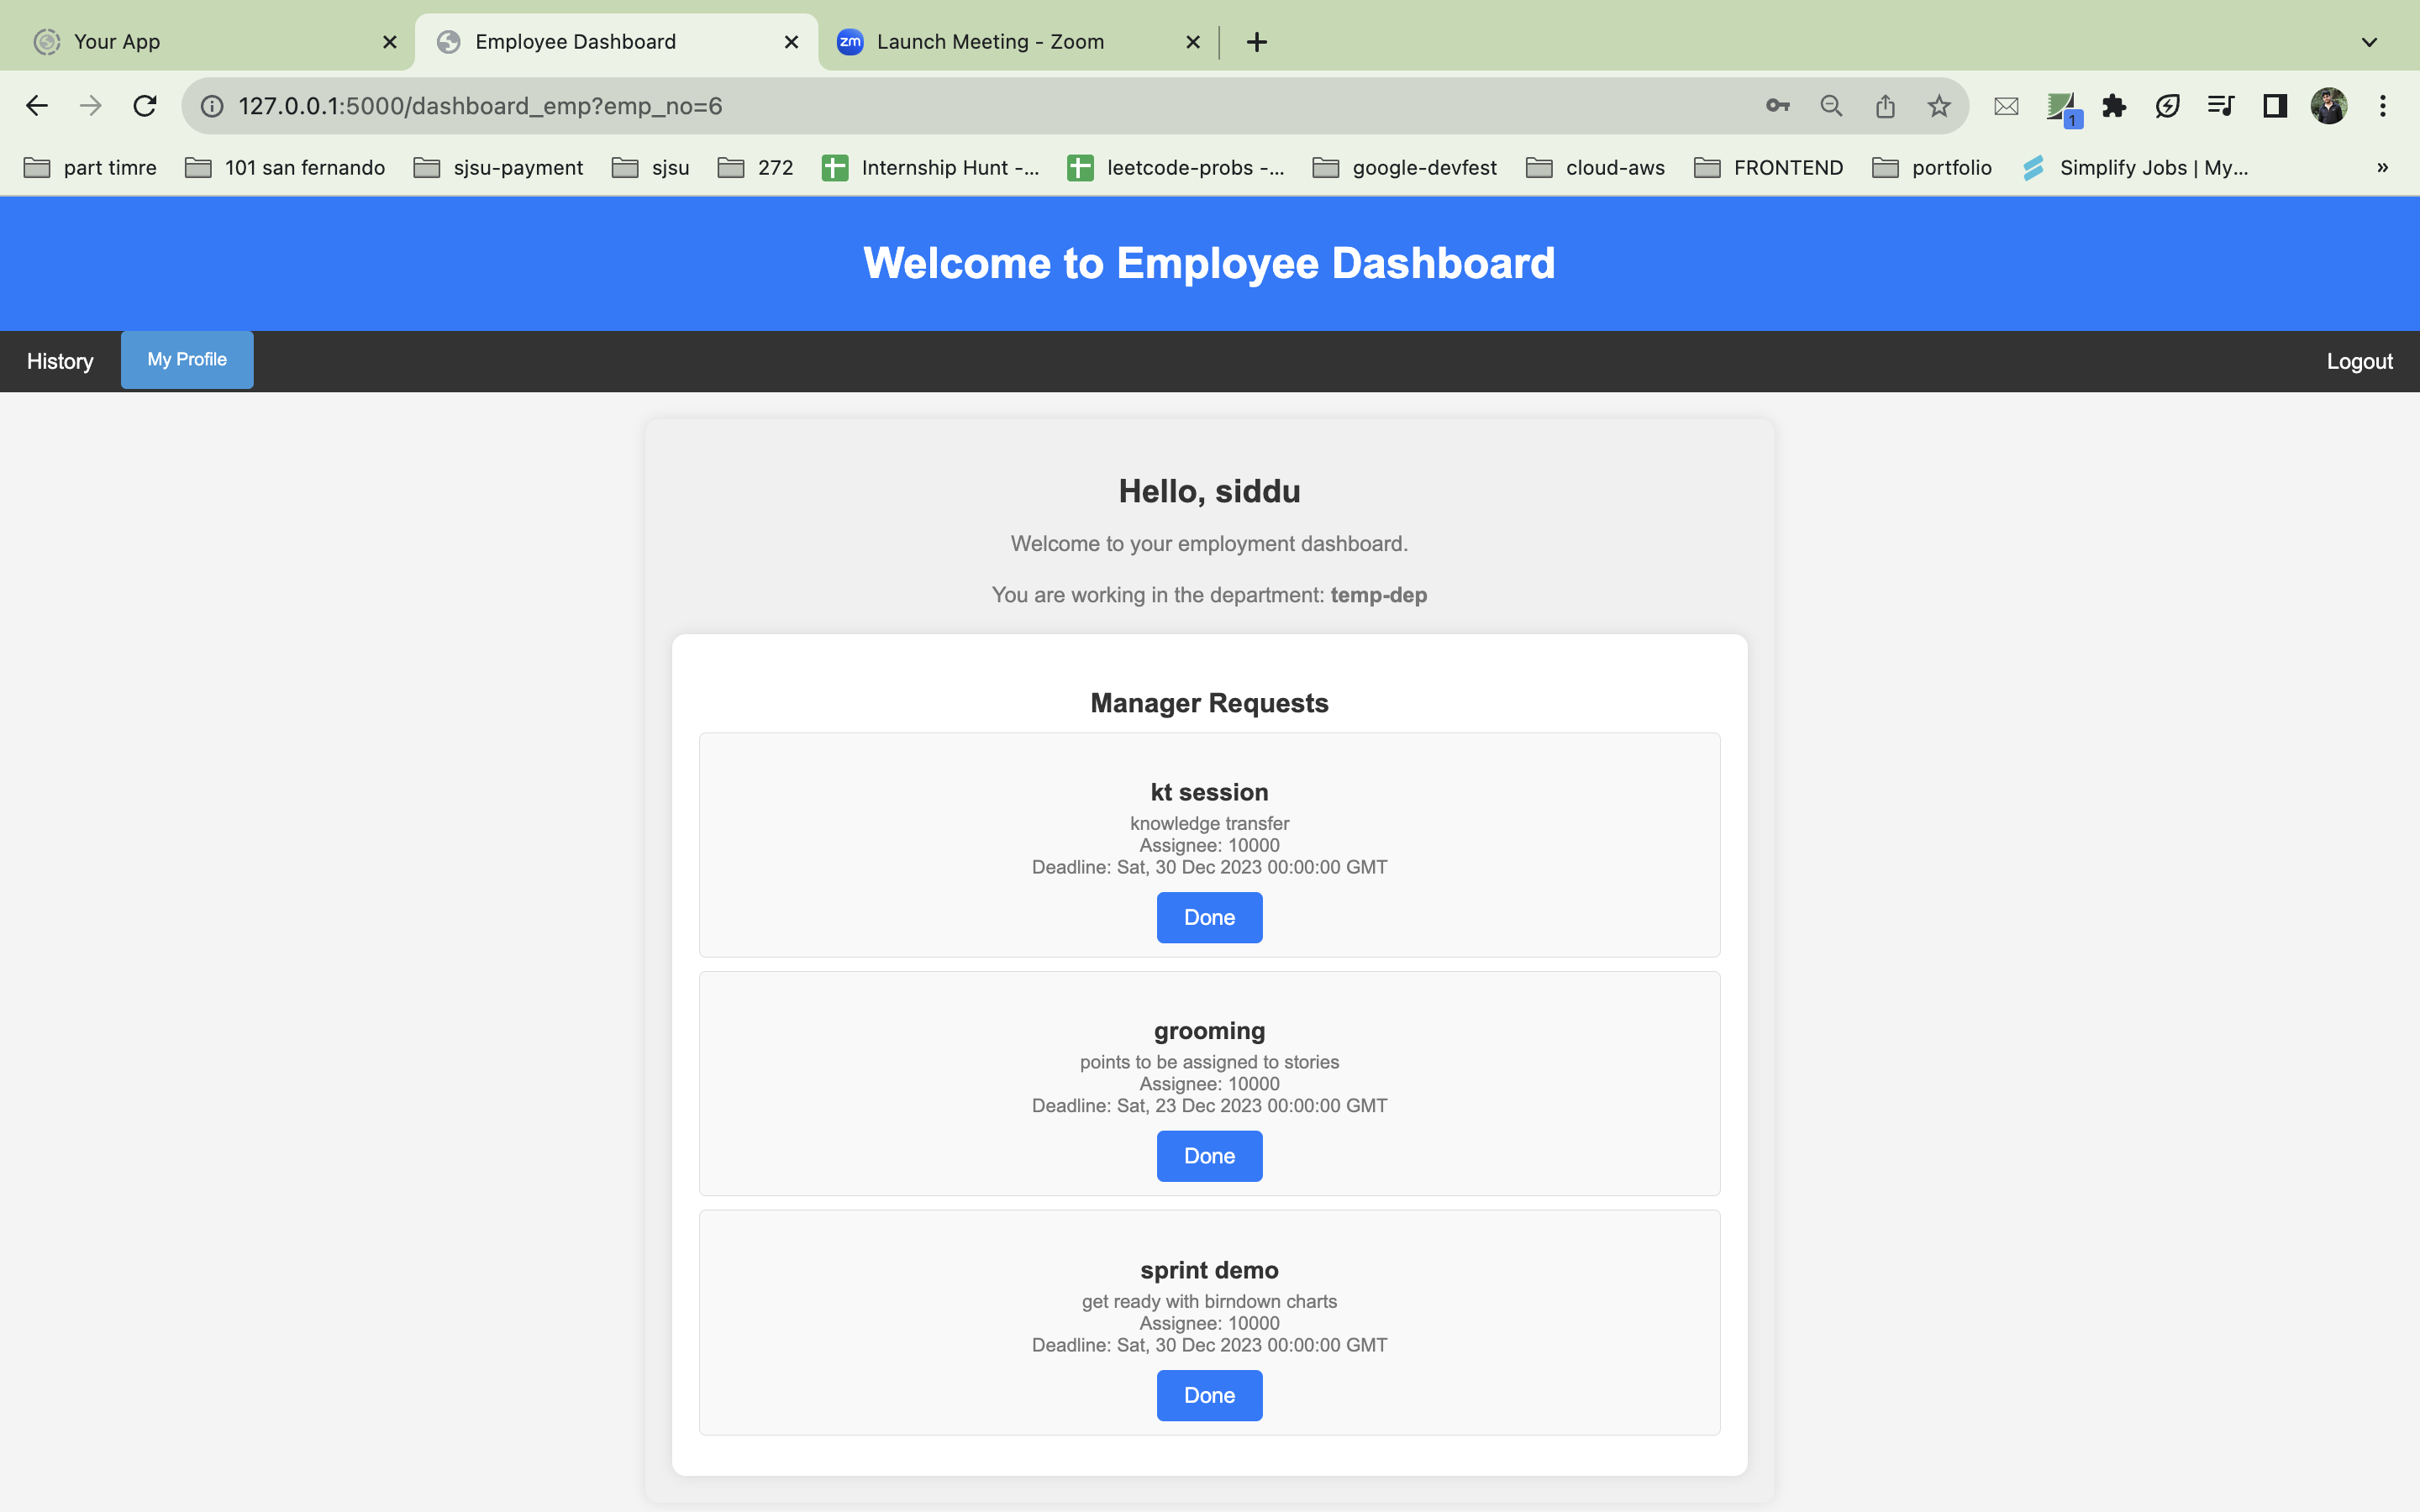 Your App
Employee Dashboard
zm Launch Meeting - Zoom
127.0.0.1:5000/dashboard_emp?emp_no=6
1
part timre
101 san fernando
sjsu-payment
sjsu
272
Internship Hunt -...
leetcode-probs -...
google-devfest
cloud-aws
FRONTEND
portfolio
Simplify Jobs | My...
»
Welcome to Employee Dashboard
History
My Profile
Logout
Hello, siddu
Welcome to your employment dashboard.
You are working in the department: temp-dep
Manager Requests
kt session
knowledge transfer
Assignee: 10000
Deadline: Sat, 30 Dec 2023 00:00:00 GMT
Done
grooming
points to be assigned to stories
Assignee: 10000
Deadline: Sat, 23 Dec 2023 00:00:00 GMT
Done
sprint demo
get ready with birndown charts
Assignee: 10000
Deadline: Sat, 30 Dec 2023 00:00:00 GMT
Done